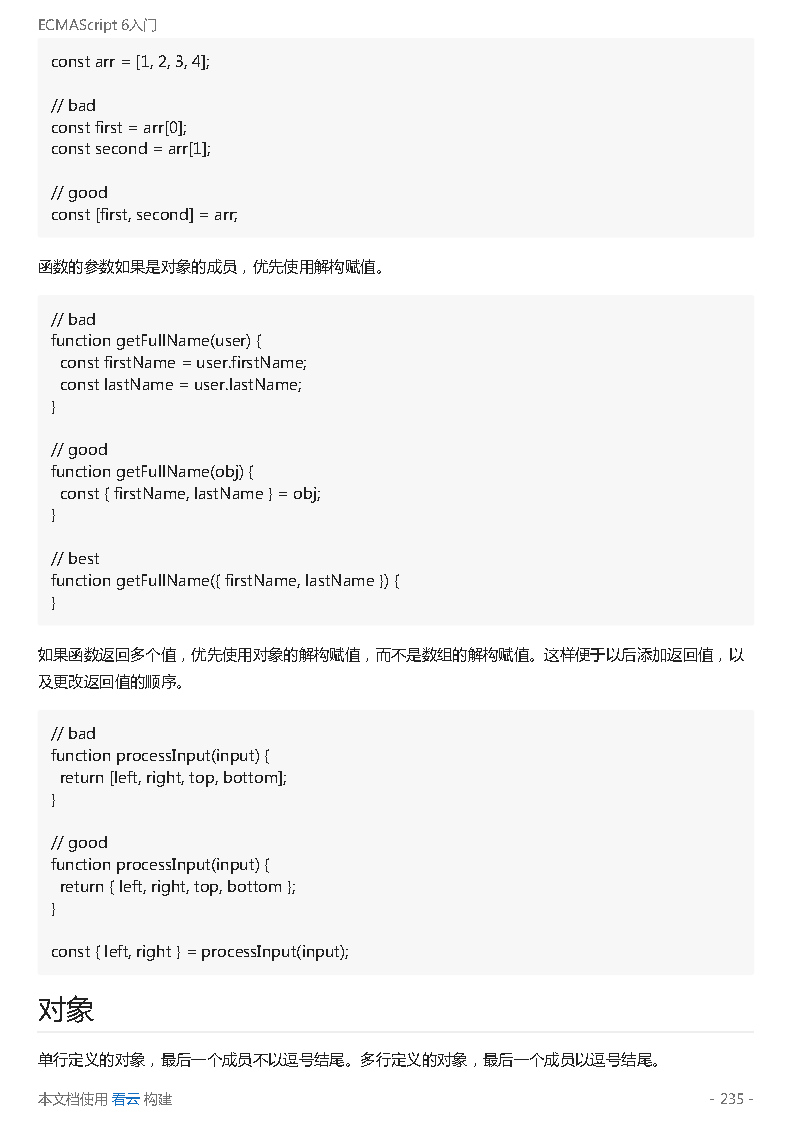 ECMAScript 6入门
const arr = [1, 2, 3, 4];
// bad
const first = arr[0];
const second = arr[1];
// good
const [first, second] = arr;
函数的参数如果是对象的成员，优先使用解构赋值。
// bad
function getFullName(user) {
  const firstName = user.firstName;
  const lastName = user.lastName;
}
// good
function getFullName(obj) {
  const { firstName, lastName } = obj;
}
// best
function getFullName({ firstName, lastName }) {
}
如果函数返回多个值，优先使用对象的解构赋值，而不是数组的解构赋值。这样便于以后添加返回值，以
及更改返回值的顺序。
// bad
function processInput(input) {
  return [left, right, top, bottom];
}
// good
function processInput(input) {
  return { left, right, top, bottom };
}
const { left, right } = processInput(input);
对象
单行定义的对象，最后一个成员不以逗号结尾。多行定义的对象，最后一个成员以逗号结尾。
本文档使用 看云 构建 - 235 -